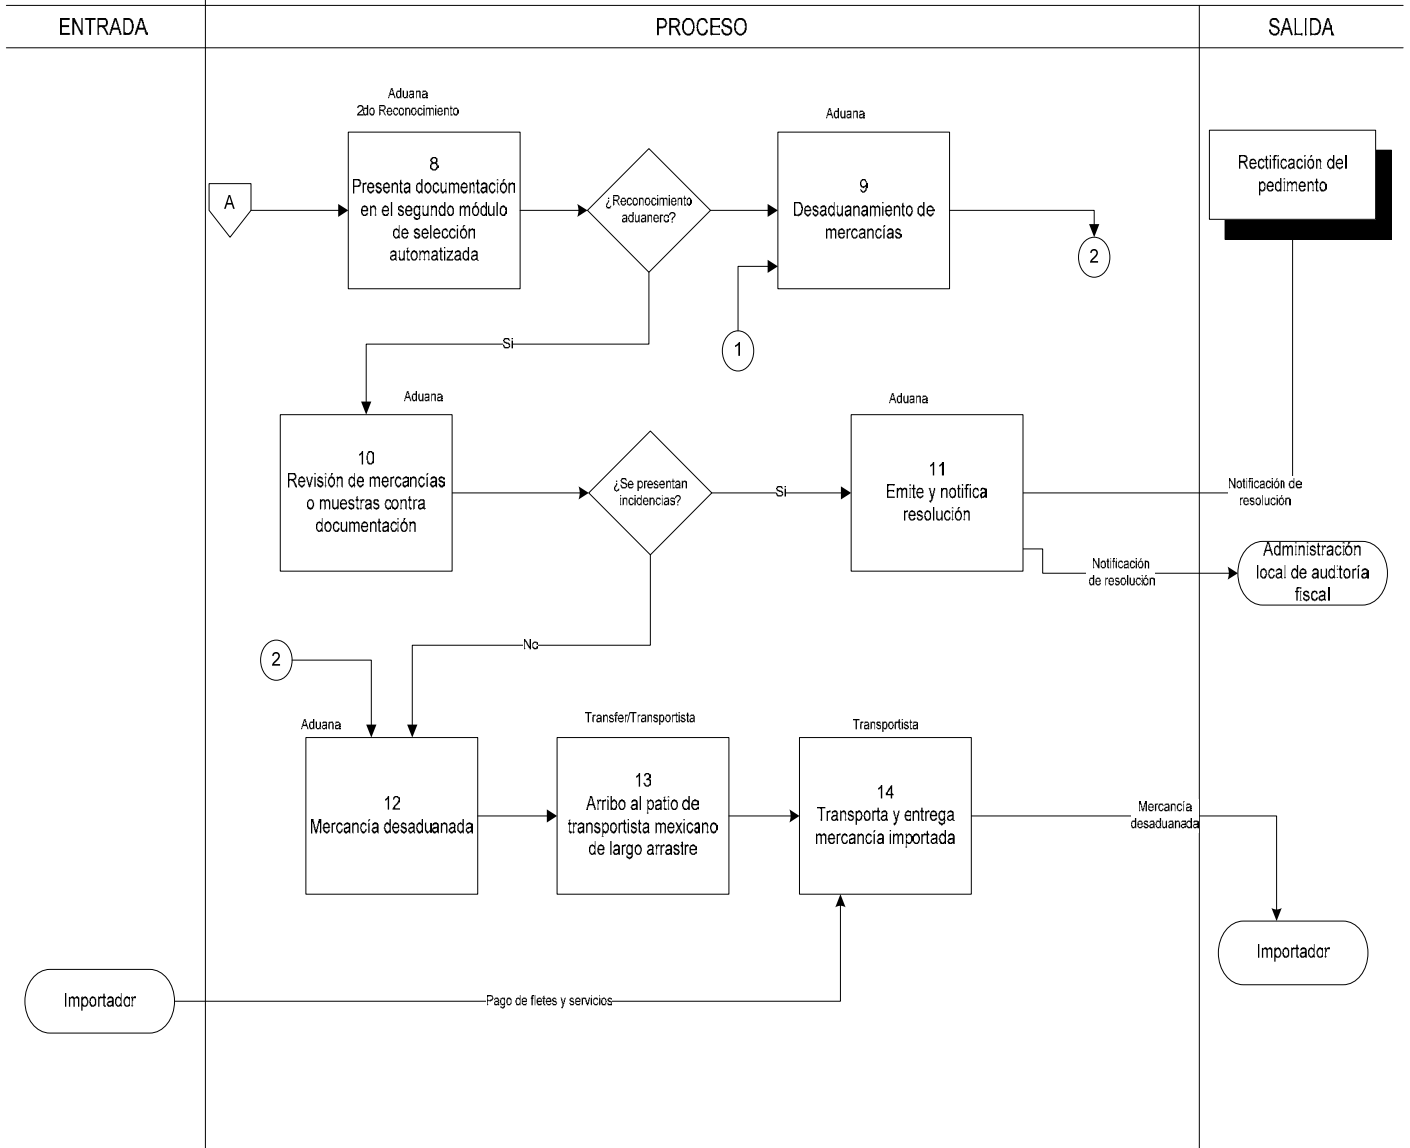 ENTRADA
PROCESO
SALIDA
Aduana
2do Reconocimiento
Aduana
A
8
Presenta documentación
en el segundo módulo
de selección
automatizada
¿Reconocimiento
aduanero?
9
Desaduanamiento de
mercancías
2
Rectificación del
pedimento
1
Si
Aduana
Aduana
10
Revisión de mercancías
o muestras contra
documentación
¿Se presentan
incidencias?
Si
11
Emite y notifica
resolución
Notificación de
resolución
Notificación
de resolución
Administración
local de auditoría
fiscal
No
2
Aduana
Transfer/Transportista
Transportista
12
Mercancía desaduanada
13
Arribo al patio de
transportista mexicano
de largo arrastre
14
Transporta y entrega
mercancía importada
Mercancía
desaduanada
Importador
Importador
Pago de fletes y servicios